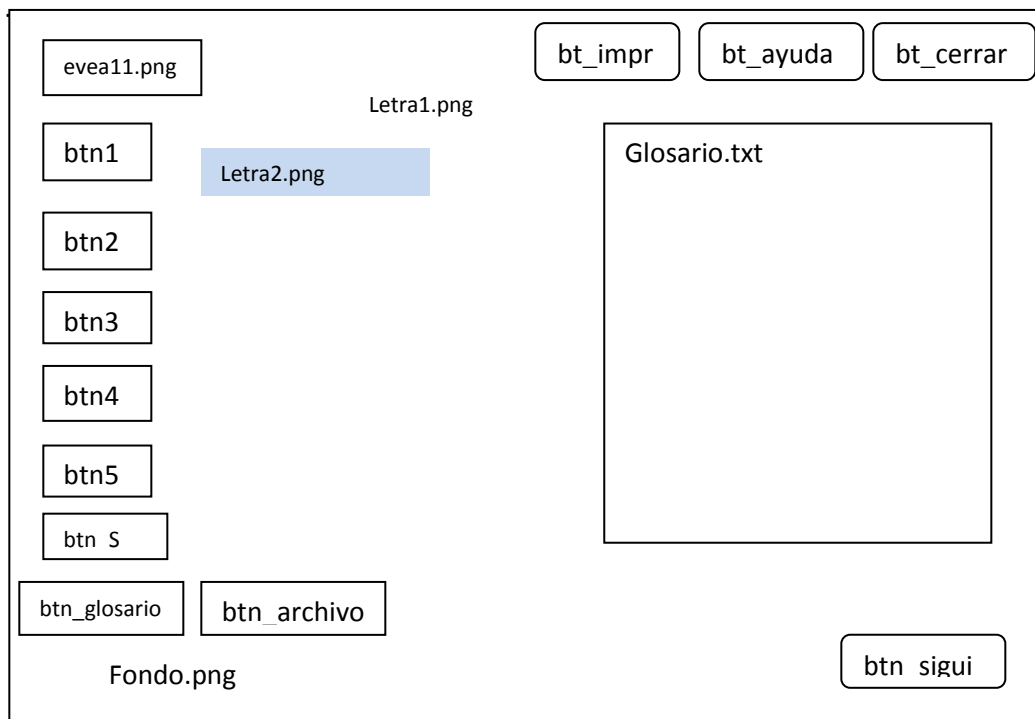 evea11.png
bt_impr
bt_ayuda
bt_cerrar
Letra1.png
btn1
Letra2.png
Glosario.txt
btn2
btn3
btn4
btn5
btn_S
btn_glosario
btn_archivo
Fondo.png
btn_sigui